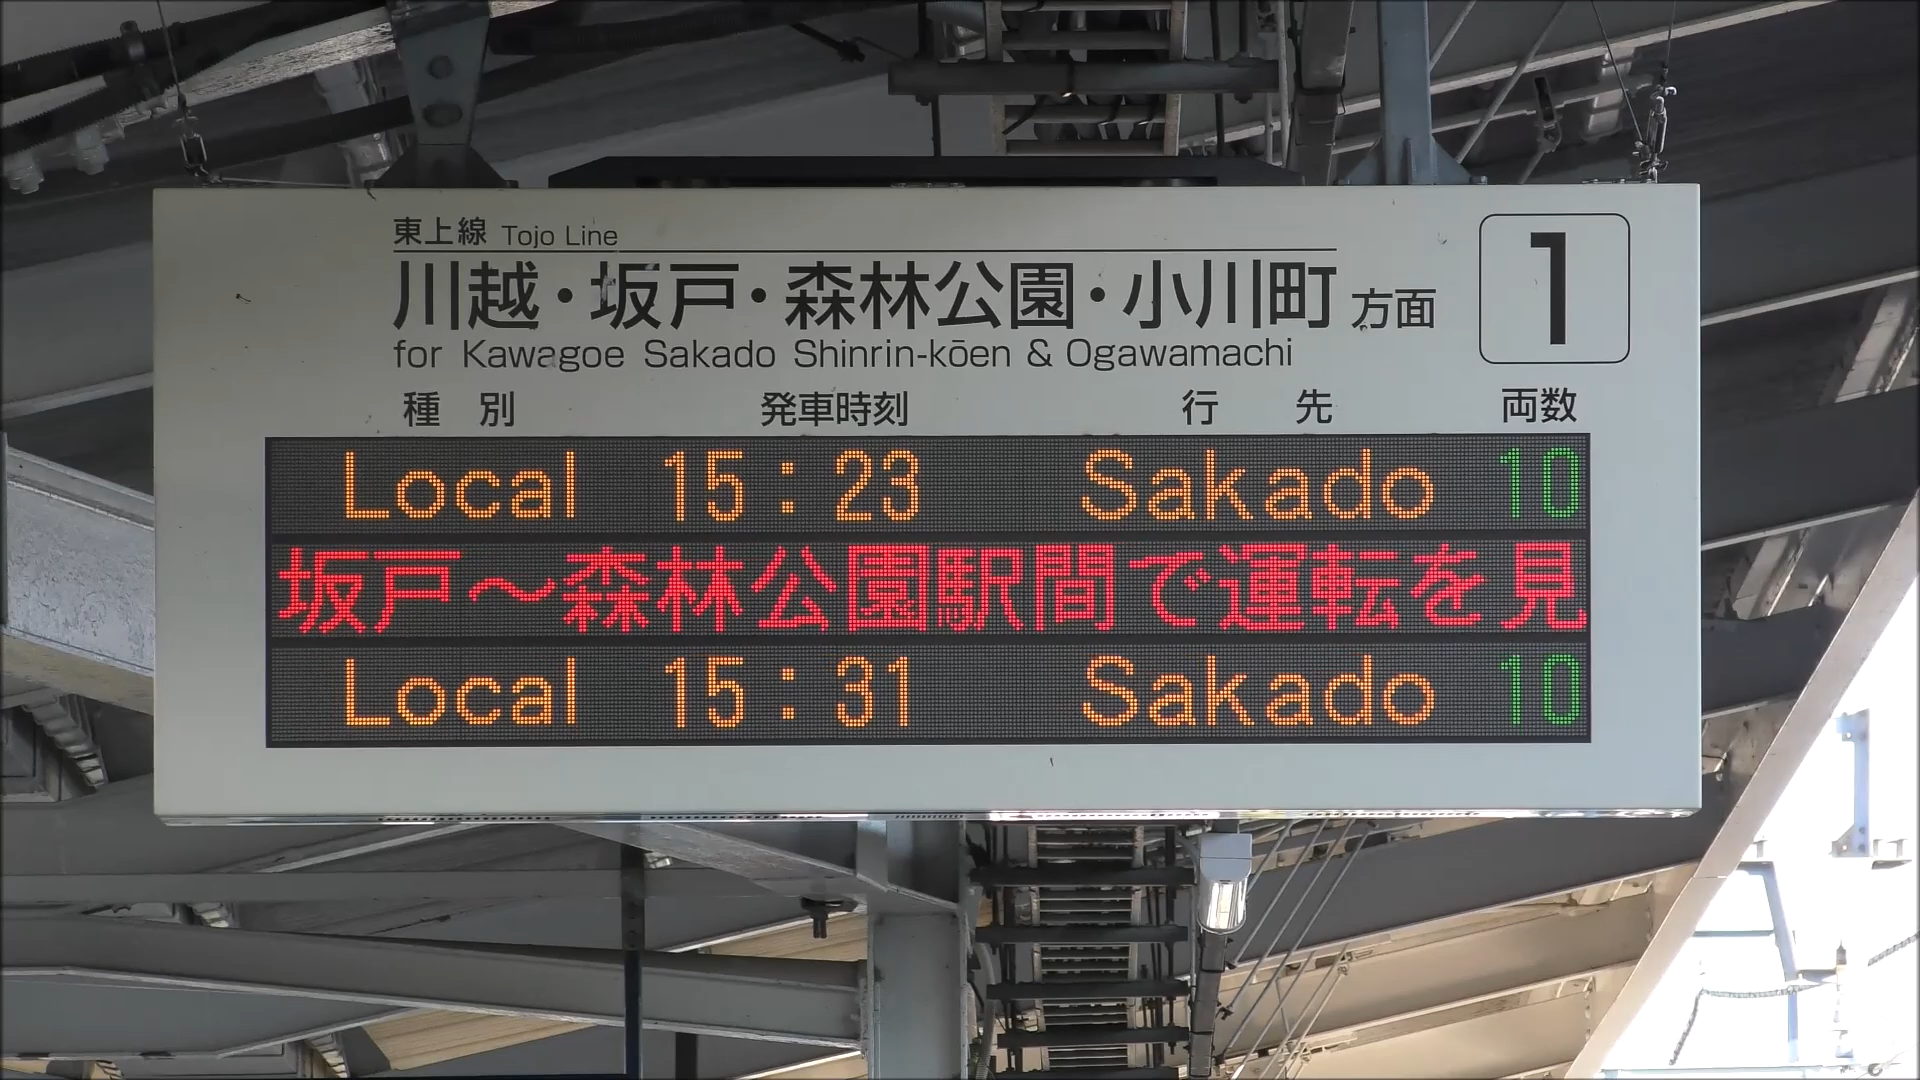 東上線 Tojo Line
川越・坂戸・森林公園・小川町 方面
1
for Kawagoe Sakado Shinrin-kōen & Ogawamachi
種 別 発車時刻 行 先 両数
Local 15:23 Sakado 10
坂戸～森林公園駅間で運転を見
Local 15:31 Sakado 10